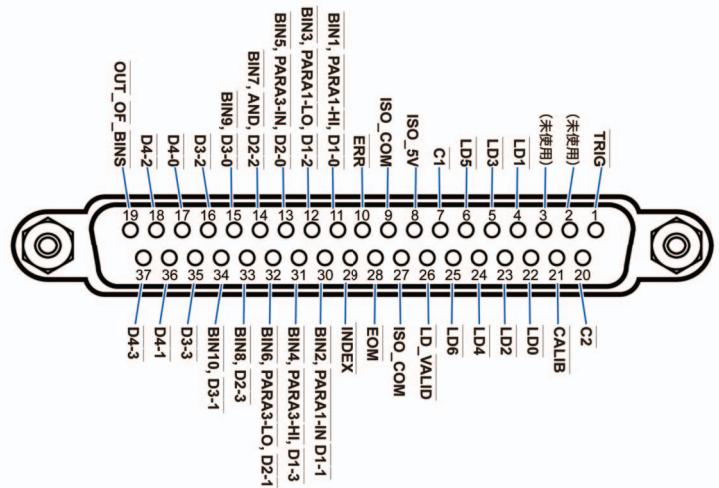 TRIG
(未使用)
(未使用)
LD1
LD3
LD5
C1
ISO_5V
ISO_COM
ERR
BIN1, PARA1-HI, D1-0
BIN3, PARA1-LO, D1-2
BIN5, PARA3-IN, D2-0
BIN7, AND, D2-2
BIN9, D3-0
D3-2
D4-0
D4-2
OUT_OF_BINS
19 18 17 16 15 14 13 12 11 10 9 8 7 6 5 4 3 2 1
37 36 35 34 33 32 31 30 29 28 27 26 25 24 23 22 21 20
C2
CALIB
LD0
LD2
LD4
LD6
LD_VALID
ISO_COM
EOM
INDEX
BIN2, PARA1-IN D1-1
BIN4, PARA3-HI, D1-3
BIN6, PARA3-LO, D2-1
BIN8, D2-3
BIN10, D3-1
D3-3
D4-1
D4-3